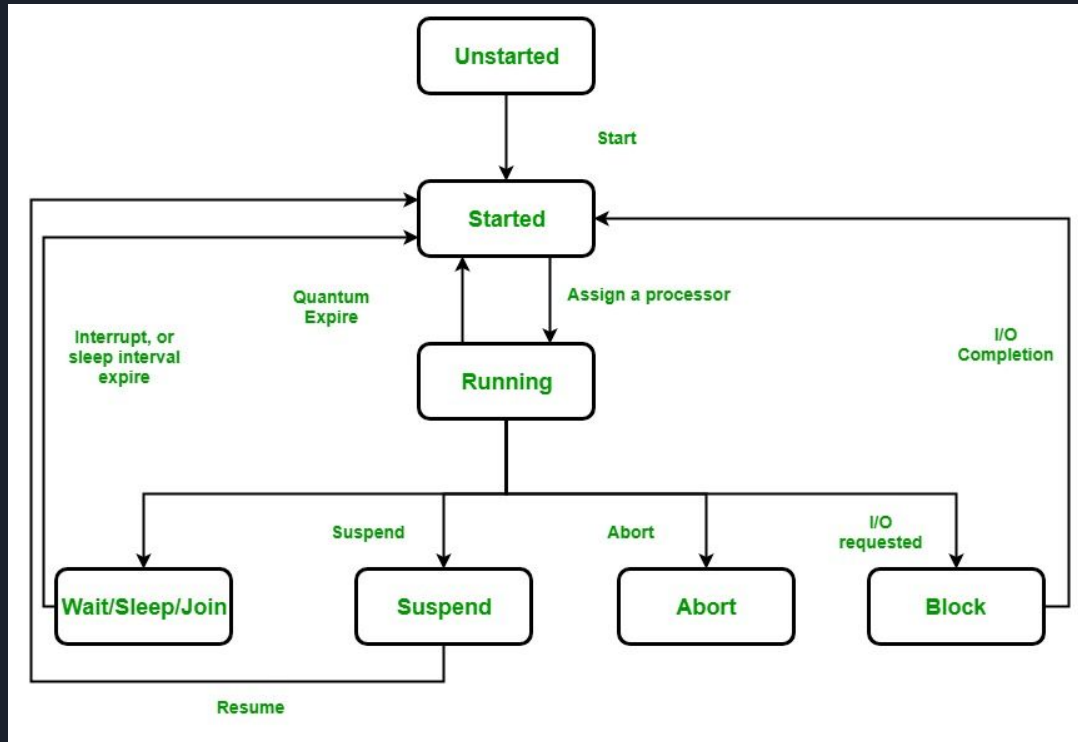 Unstarted
Start
Started
Quantum
Expire
Assign a processor
Interrupt, or
sleep interval
expire
I/O
Completion
Running
Suspend
Abort
I/O
requested
Wait/Sleep/Join
Suspend
Abort
Block
Resume